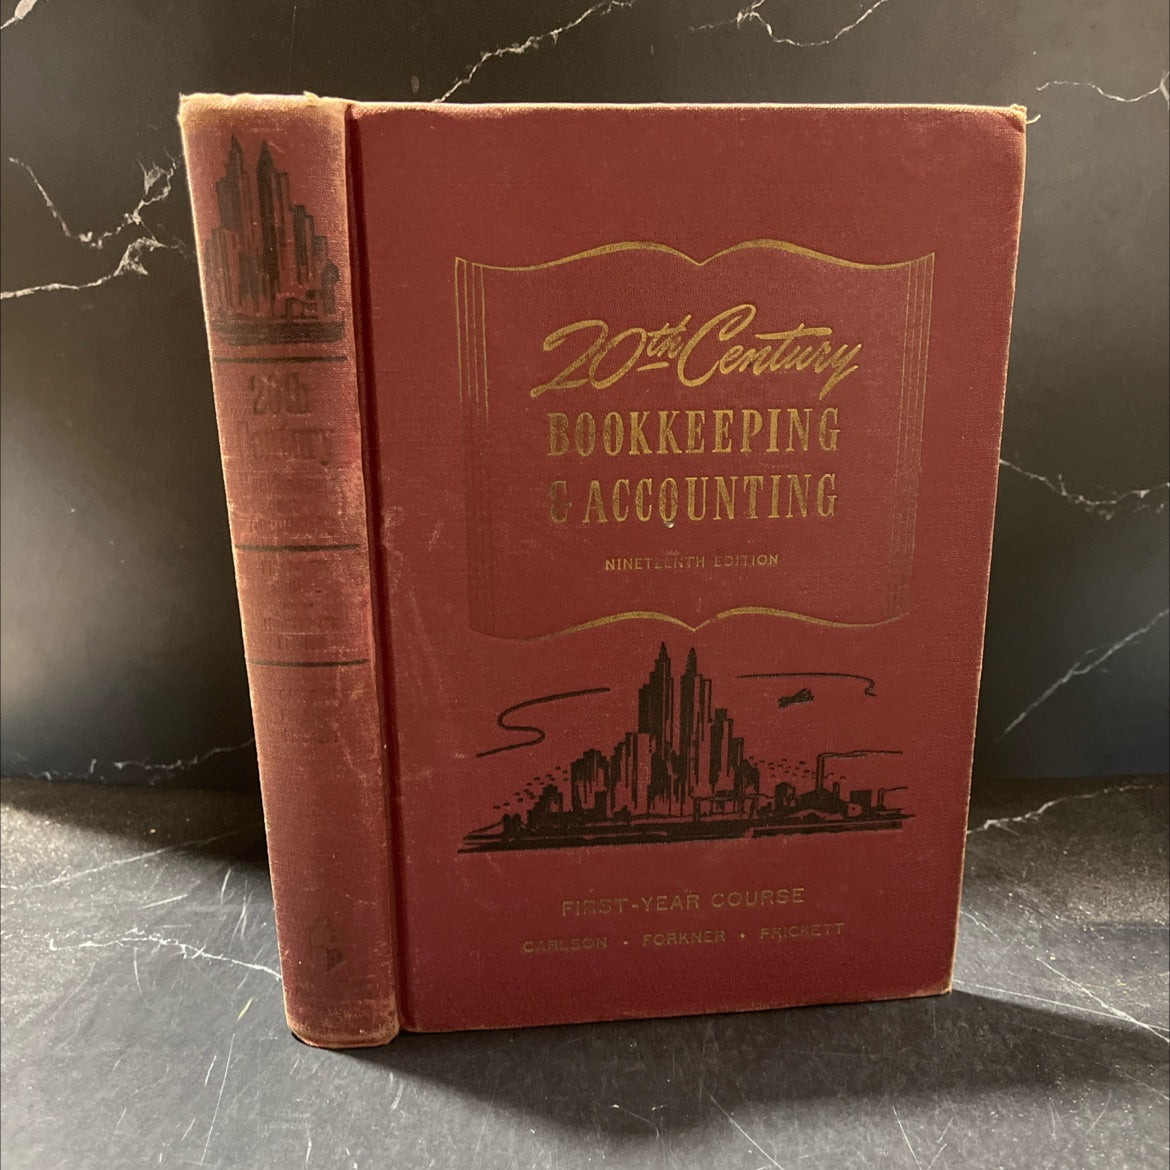 20th
Century
20th Century
BOOKKEEPING
& ACCOUNTING
NINETEENTH EDITION
FIRST-YEAR COURSE
CARLSON • FORKNER • PRICKETT